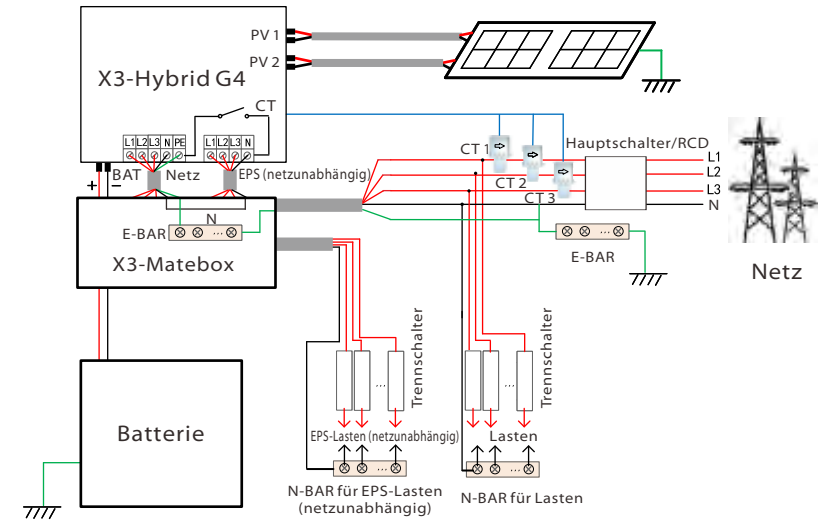 PV 1
PV 2
X3-Hybrid G4
CT
L1 L2 L3 N PE
L1 L2 L3 N
+ −
BAT
Netz
EPS (netzunabhängig)
CT 1
CT 2
CT 3
Hauptschalter/RCD
L1
L2
L3
N
N
E-BAR
...
X3-Matebox
...
E-BAR
Netz
Trennschalter
...
Trennschalter
...
Batterie
EPS-Lasten (netzunabhängig)
Lasten
...
...
N-BAR für EPS-Lasten
(netzunabhängig)
N-BAR für Lasten